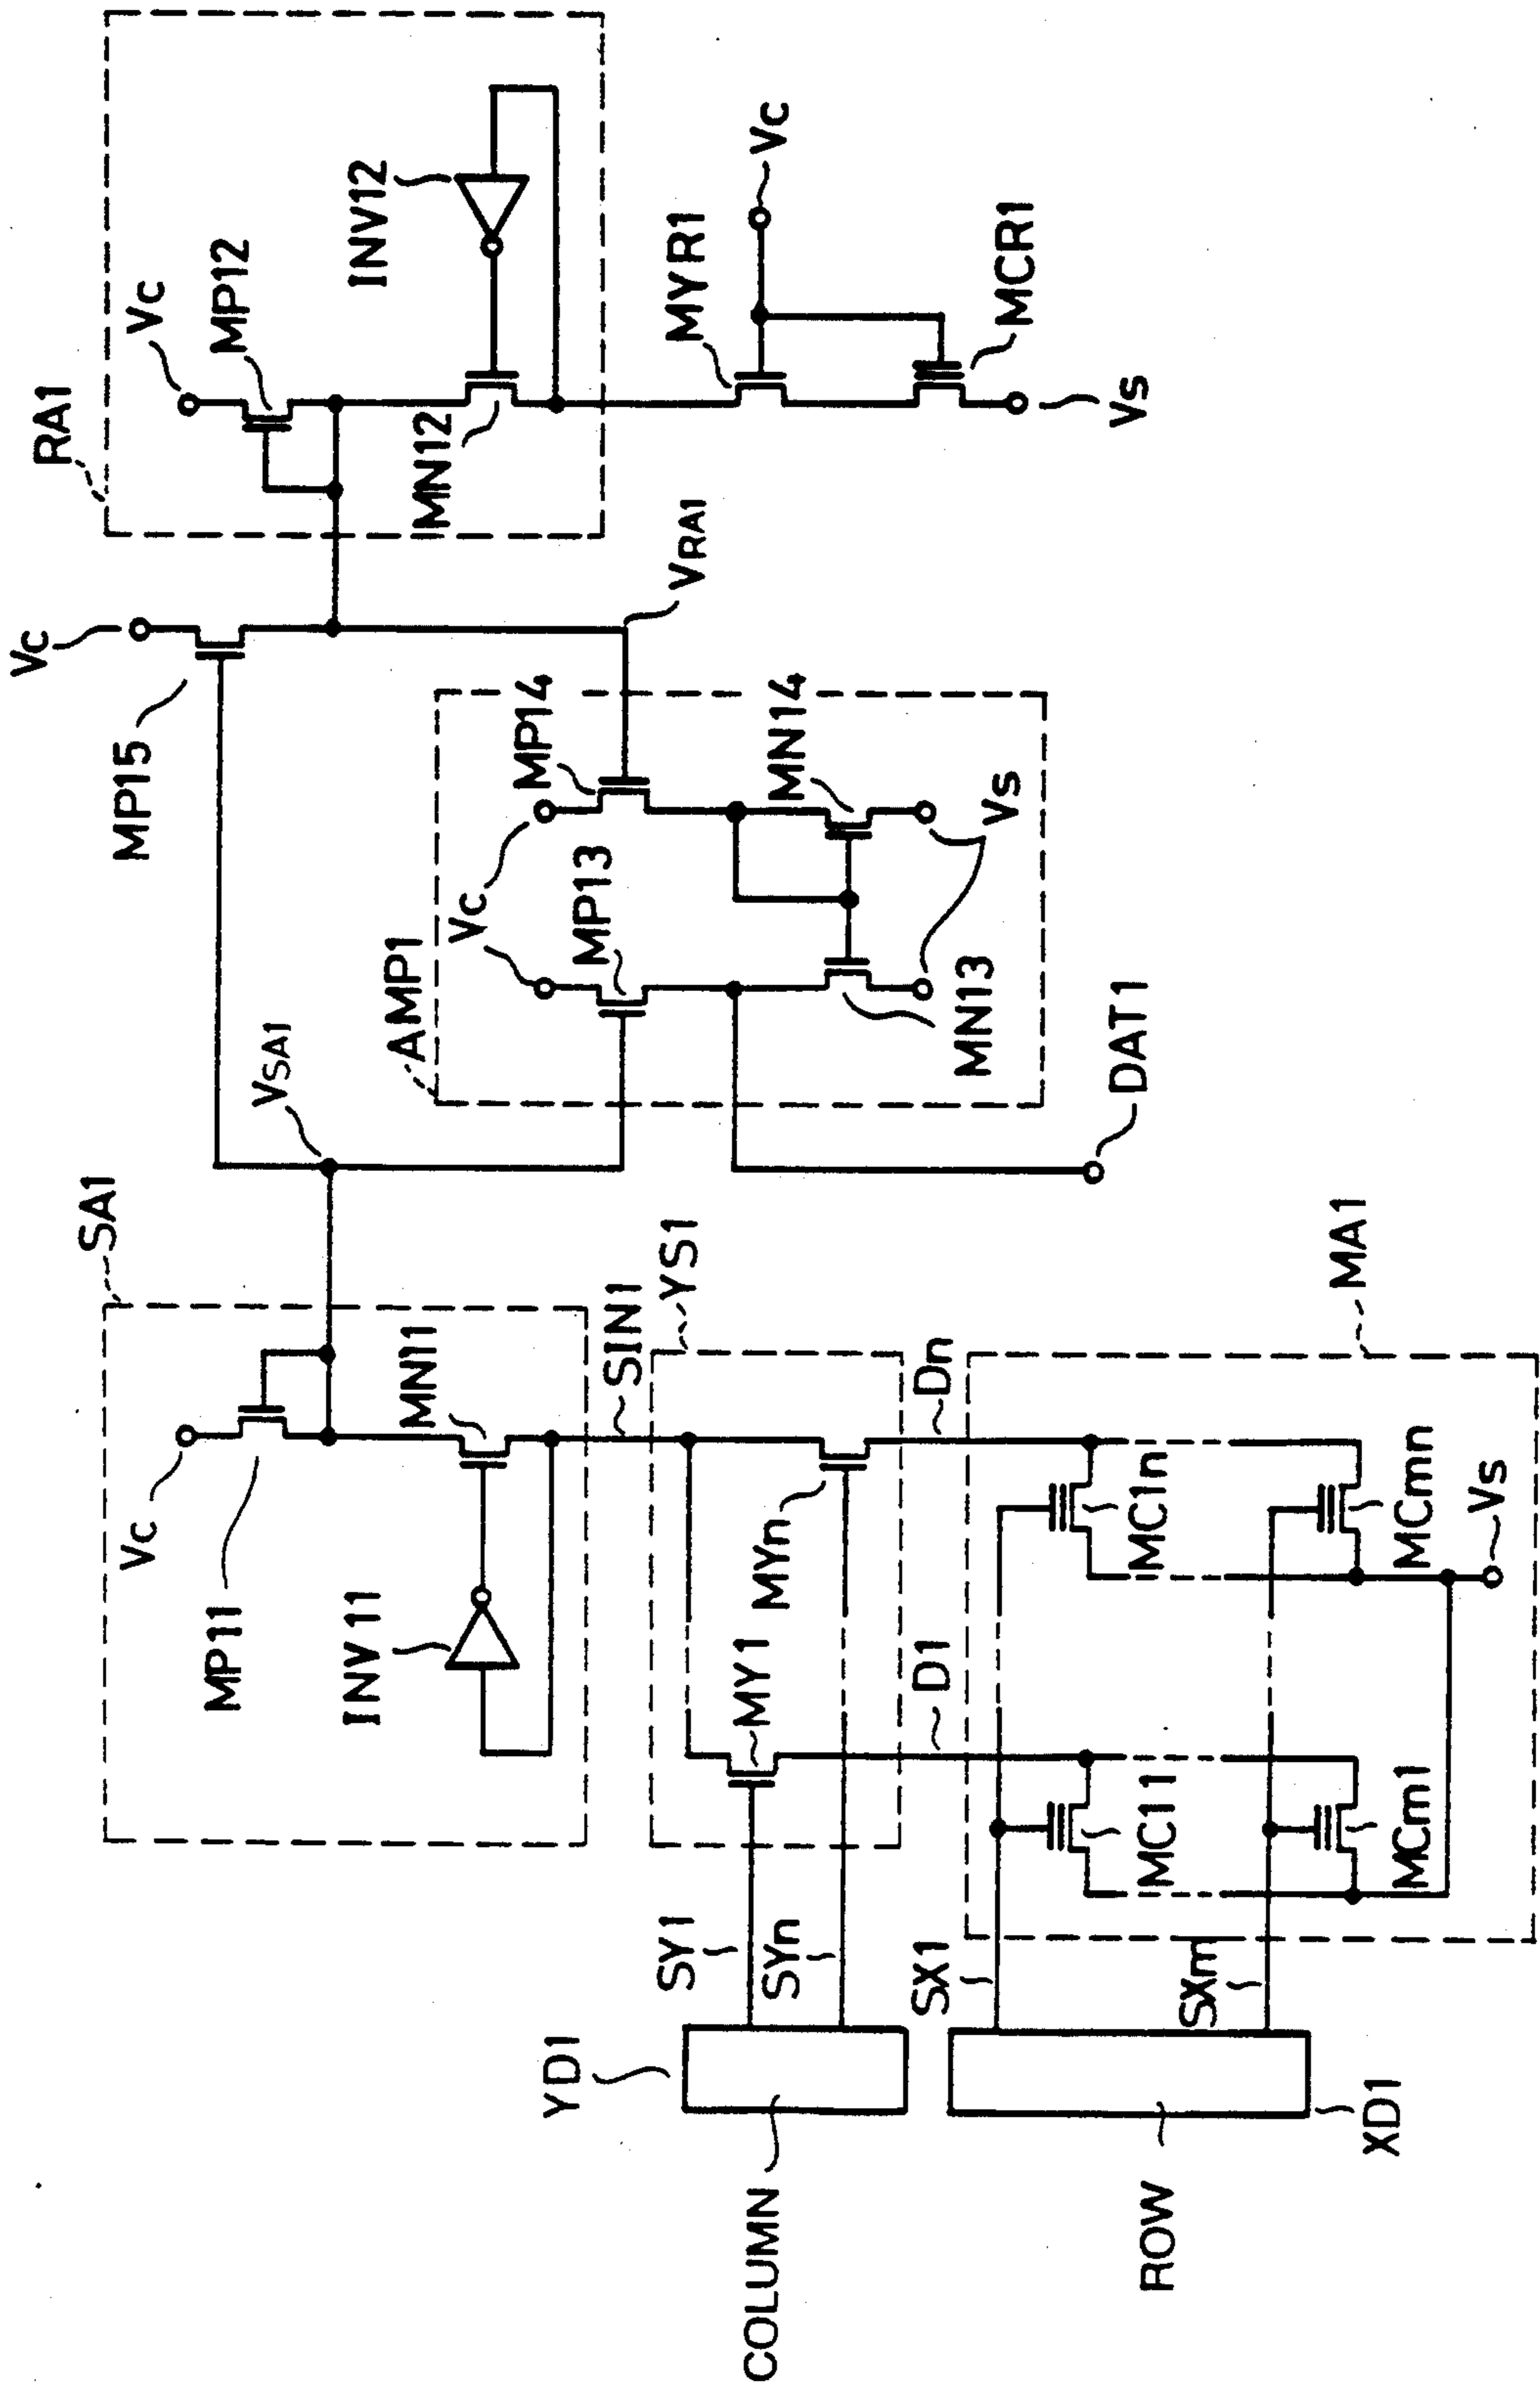 RA1
Vc
MP12
INV12
MN12
MYR1
Vc
MCR1
Vs
Vc
MP15
VRA1
MP14
MN14
Vc
MP13
Vs
AMP1
MN13
DAT1
VSA1
SA1
Vc
MP11
MN11
INV11
SIN1
YS1
MYn
MY1
Dn
D1
MA1
MC1n
MCmn
Vs
MC11
MCm1
SY1
SYn
SX1
SXm
YD1
XD1
COLUMN
ROW